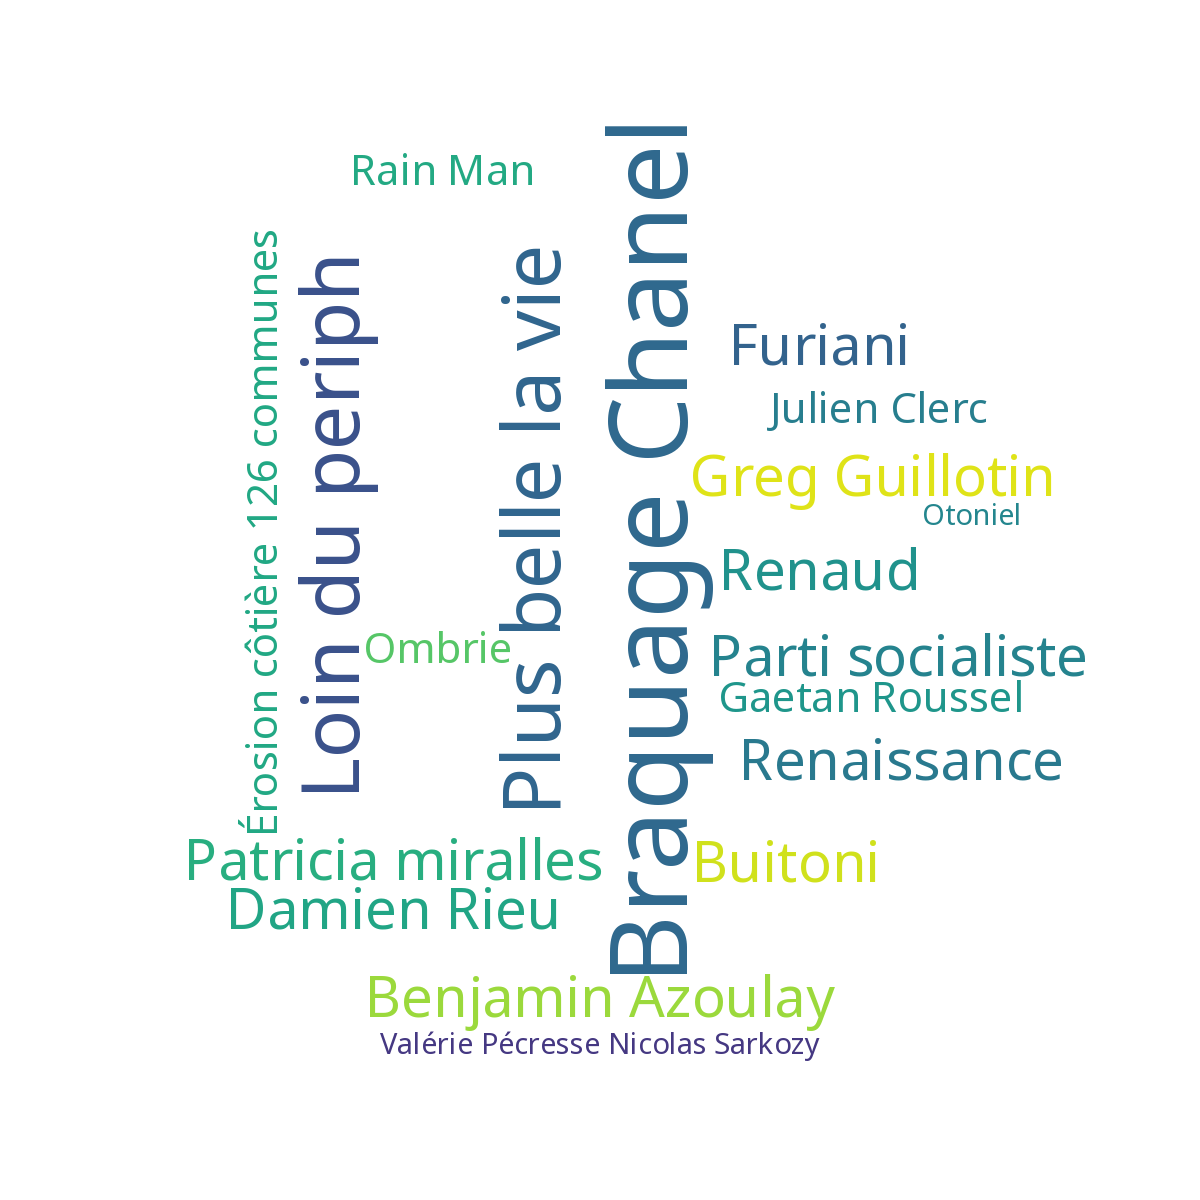 Rain Man
Érosion côtière 126 communes
Loin du periph
Plus belle la vie
Braquage Chanel
Furiani
Julien Clerc
Greg Guillotin
Otoniel
Renaud
Ombrie
Parti socialiste
Gaetan Roussel
Renaissance
Patricia miralles
Buitoni
Damien Rieu
Benjamin Azoulay
Valérie Pécresse Nicolas Sarkozy